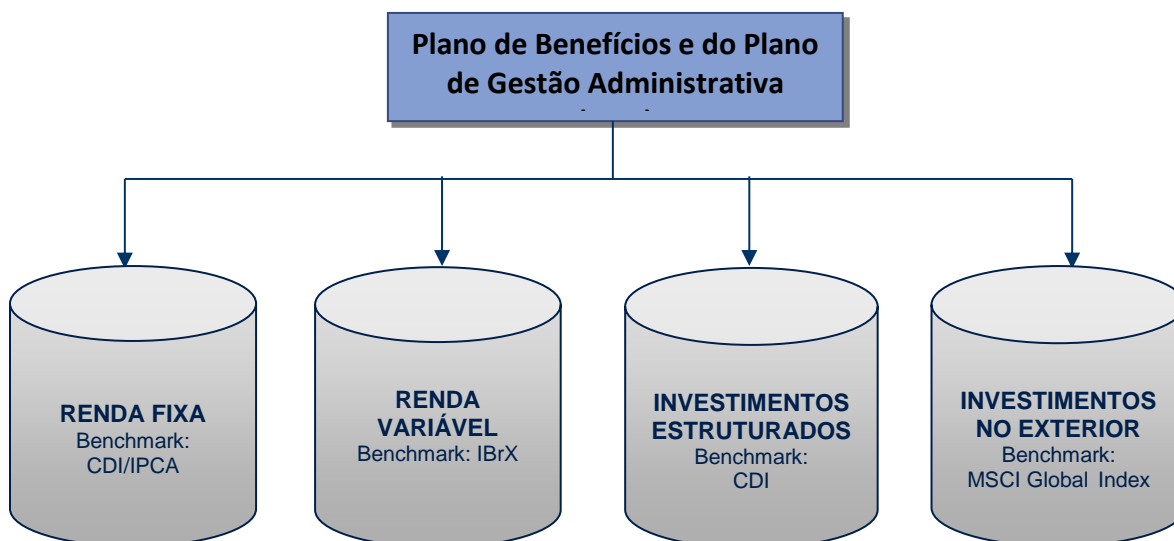 Plano de Benefícios e do Plano
de Gestão Administrativa
RENDA FIXA
Benchmark:
CDI/IPCA
RENDA
VARIÁVEL
Benchmark: IBrX
INVESTIMENTOS
ESTRUTURADOS
Benchmark:
CDI
INVESTIMENTOS
NO EXTERIOR
Benchmark:
MSCI Global Index